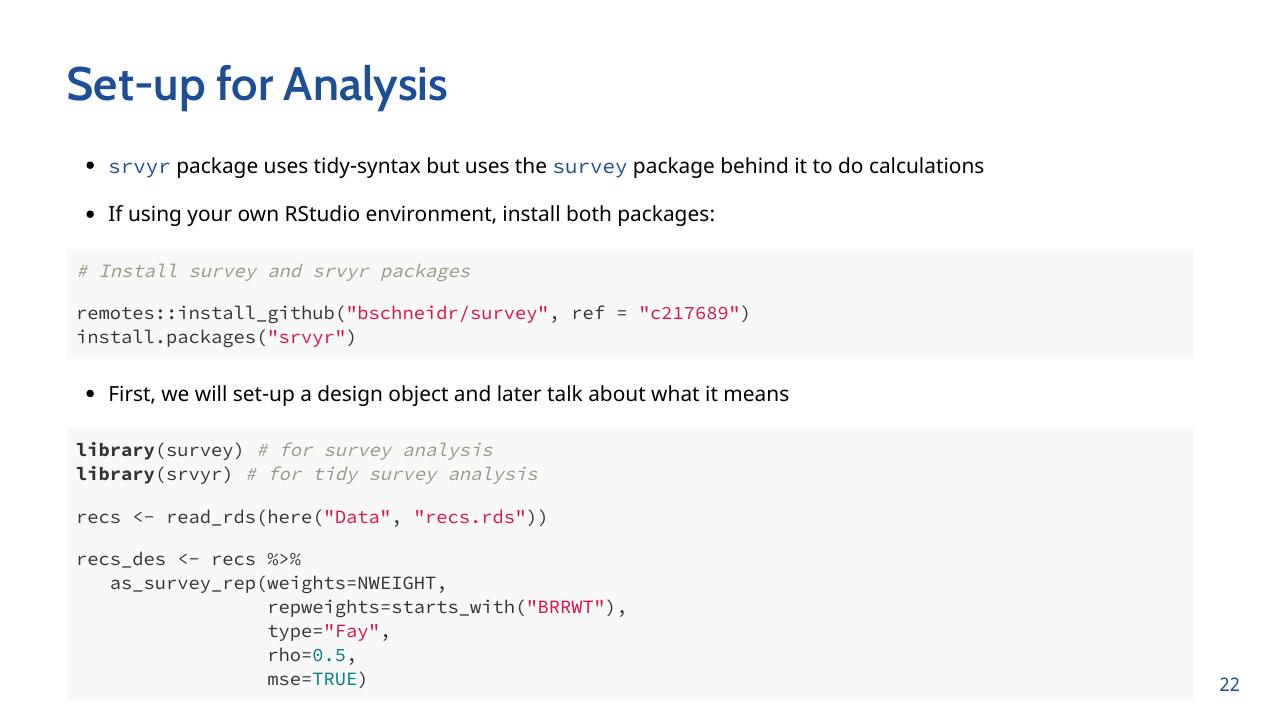 Set-up for Analysis
• srvyr package uses tidy-syntax but uses the survey package behind it to do calculations
• If using your own RStudio environment, install both packages:
# Install survey and srvyr packages
remotes::install_github("bschneidr/survey", ref = "c217689")
install.packages("srvyr")
• First, we will set-up a design object and later talk about what it means
library(survey) # for survey analysis
library(srvyr) # for tidy survey analysis
recs <- read_rds(here("Data", "recs.rds"))
recs_des <- recs %>%
   as_survey_rep(weights=NWEIGHT,
                 repweights=starts_with("BRRWT"),
                 type="Fay",
                 rho=0.5,
                 mse=TRUE)
22